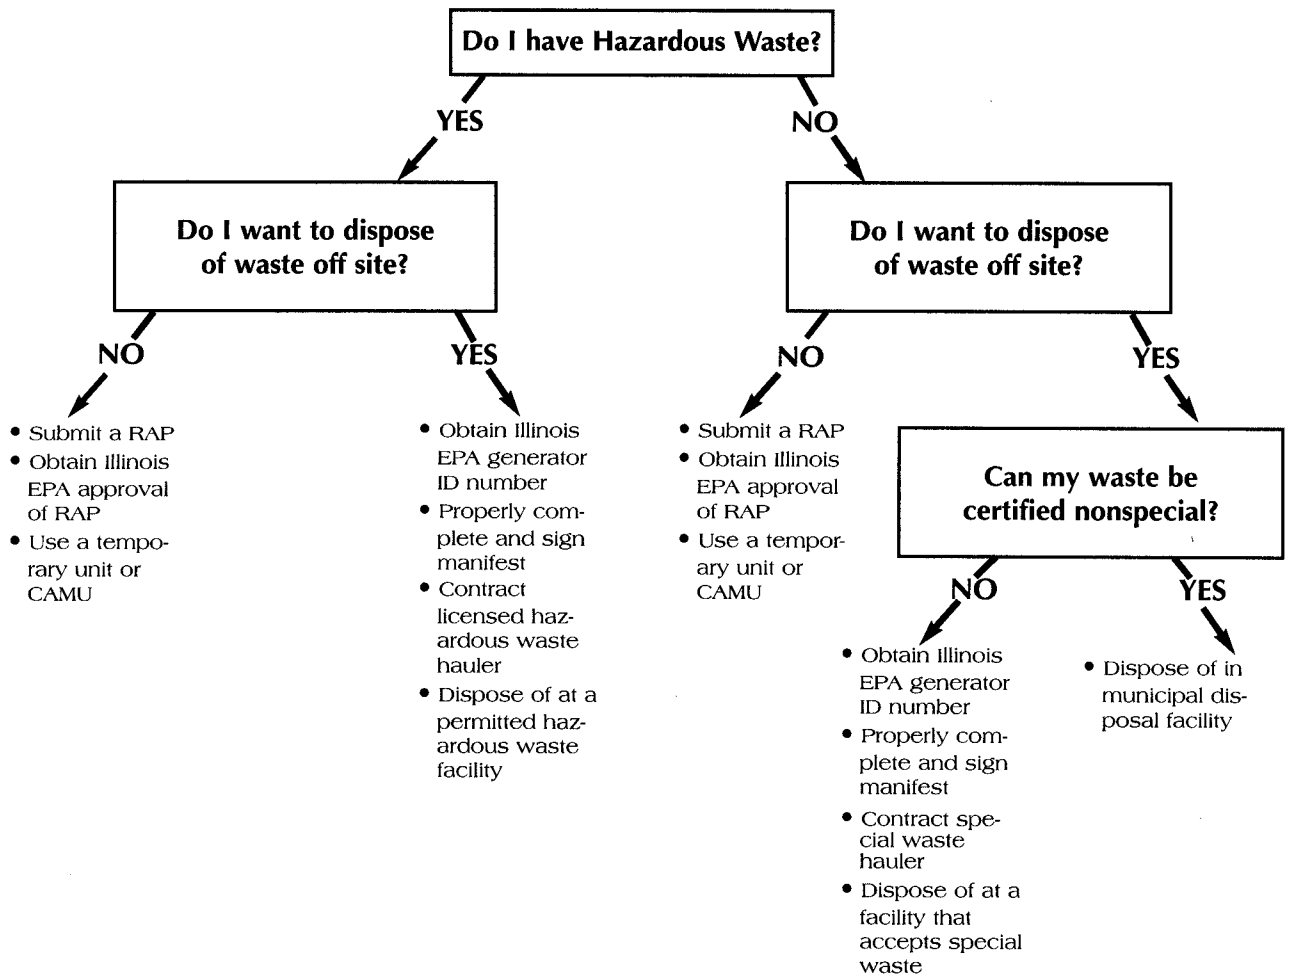 Do I have Hazardous Waste?
YES
NO
Do I want to dispose
of waste off site?
Do I want to dispose
of waste off site?
NO
YES
NO
YES
• Submit a RAP
• Obtain Illinois
EPA approval
of RAP
• Use a tempo-
rary unit or
CAMU
• Obtain Illinois
EPA generator
ID number
• Properly com-
plete and sign
manifest
• Contract
licensed haz-
ardous waste
hauler
• Dispose of at a
permitted haz-
ardous waste
facility
• Submit a RAP
• Obtain Illinois
EPA approval
of RAP
• Use a tempor-
ary unit or
CAMU
Can my waste be
certified nonspecial?
NO
YES
• Obtain Illinois
EPA generator
ID number
• Properly com-
plete and sign
manifest
• Contract spe-
cial waste
hauler
• Dispose of at a
facility that
accepts special
waste
• Dispose of in
municipal dis-
posal facility